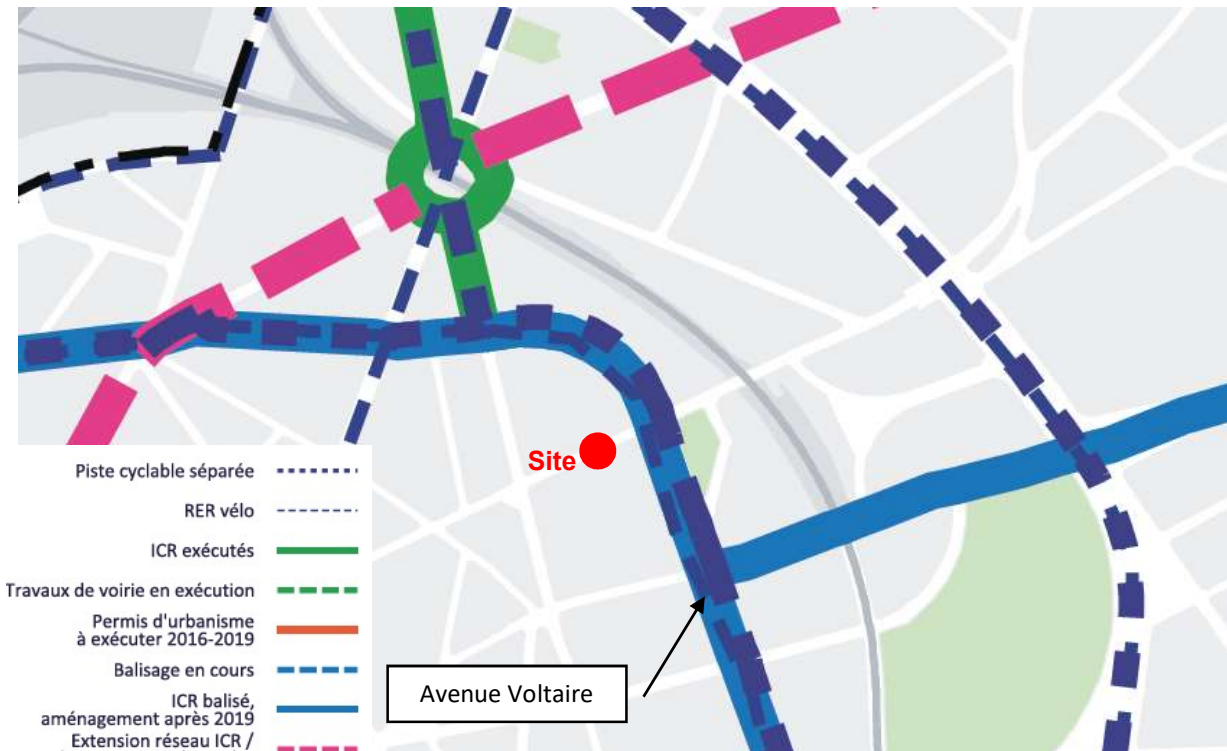 Site
Piste cyclable séparée
RER vélo
ICR exécutés
Travaux de voirie en exécution
Permis d'urbanisme
à exécuter 2016-2019
Balisage en cours
ICR balisé,
aménagement après 2019
Extension réseau ICR /
Avenue Voltaire